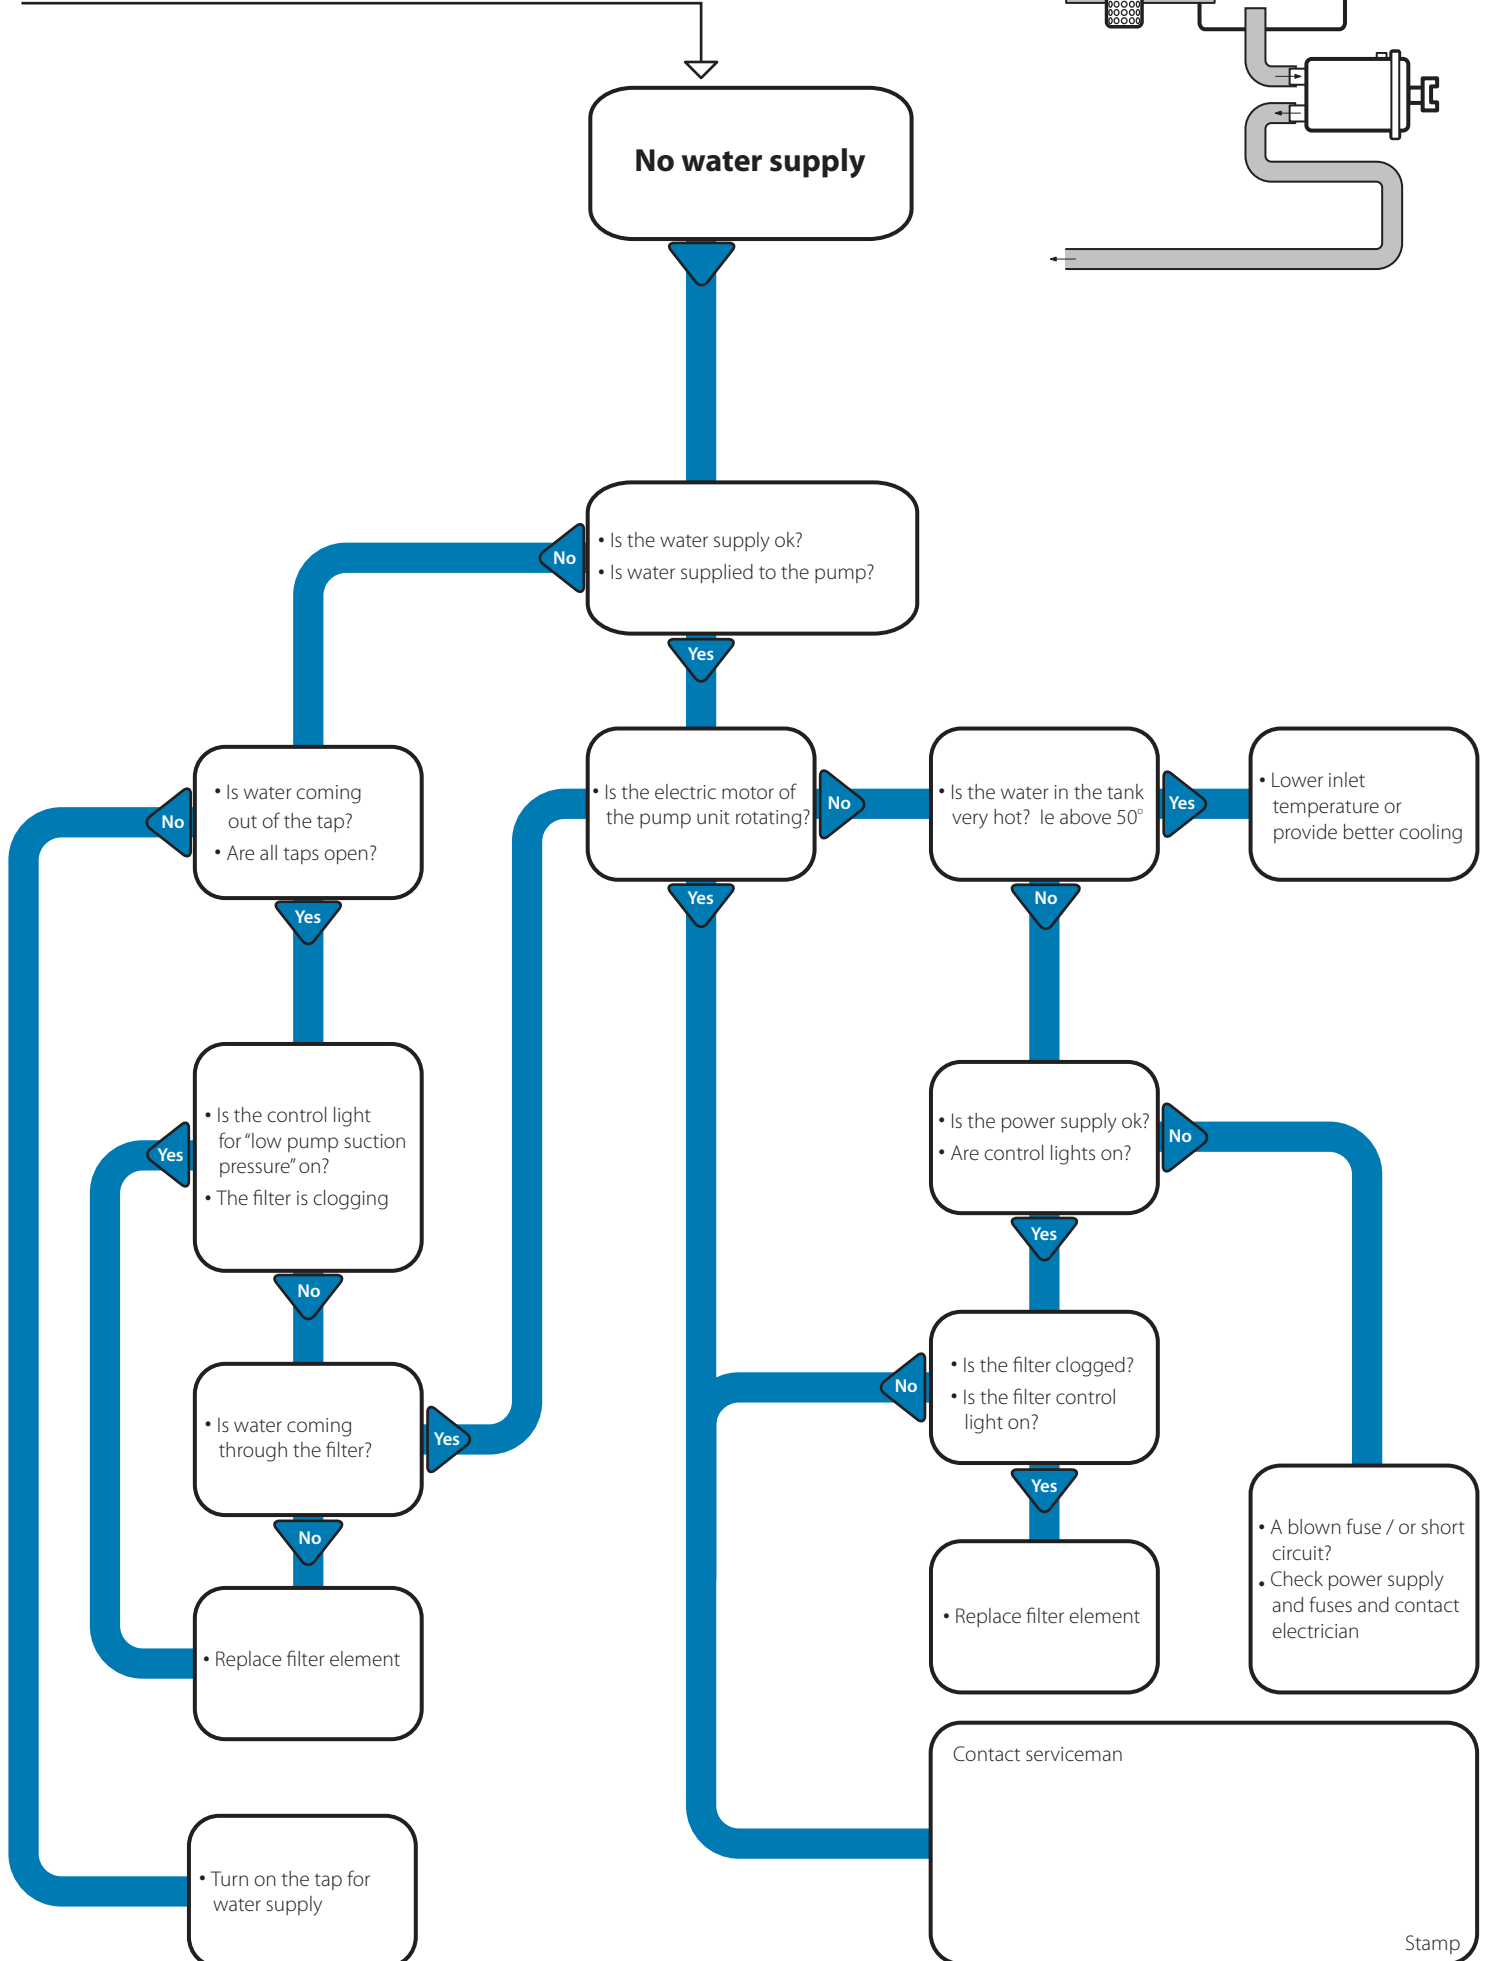 No water supply
• Is the water supply ok?
• Is water supplied to the pump?
No
Yes
• Is water coming
out of the tap?
• Are all taps open?
No
Yes
• Is the electric motor of
the pump unit rotating?
No
Yes
• Is the water in the tank
very hot? Ie above 50°
Yes
No
• Lower inlet
temperature or
provide better cooling
• Is the control light
for “low pump suction
pressure” on?
• The filter is clogging
Yes
No
• Is the power supply ok?
• Are control lights on?
No
Yes
• Is water coming
through the filter?
Yes
No
• Is the filter clogged?
• Is the filter control
light on?
No
Yes
• A blown fuse / or short
circuit?
• Check power supply
and fuses and contact
electrician
• Replace filter element
• Replace filter element
• Turn on the tap for
water supply
Contact serviceman
Stamp